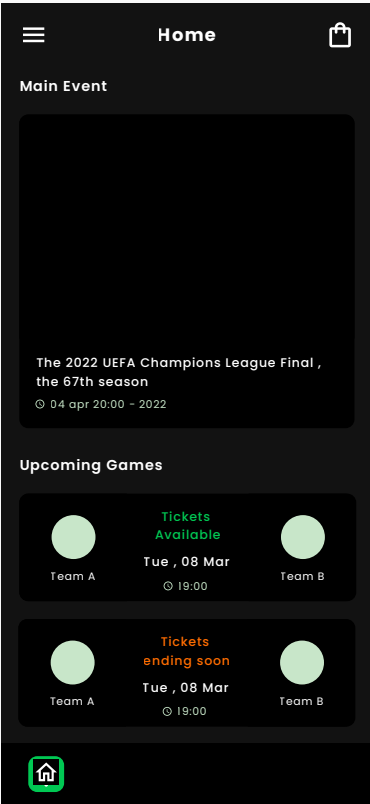 Home
Main Event
The 2022 UEFA Champions League Final ,
the 67th season
04 apr 20:00 - 2022
Upcoming Games
Tickets
Available
Tue , 08 Mar
19:00
Team A
Team B
Tickets
ending soon
Tue , 08 Mar
19:00
Team A
Team B